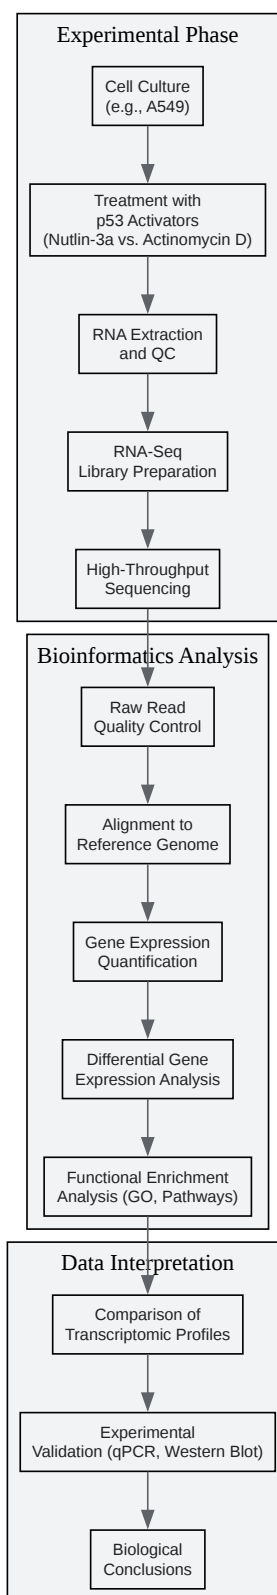 Experimental Phase
Cell Culture
(e.g., A549)
Treatment with
p53 Activators
(Nutlin-3a vs. Actinomycin D)
RNA Extraction
and QC
RNA-Seq
Library Preparation
High-Throughput
Sequencing
Bioinformatics Analysis
Raw Read
Quality Control
Alignment to
Reference Genome
Gene Expression
Quantification
Differential Gene
Expression Analysis
Functional Enrichment
Analysis (GO, Pathways)
Data Interpretation
Comparison of
Transcriptomic Profiles
Experimental
Validation (qPCR, Western Blot)
Biological
Conclusions